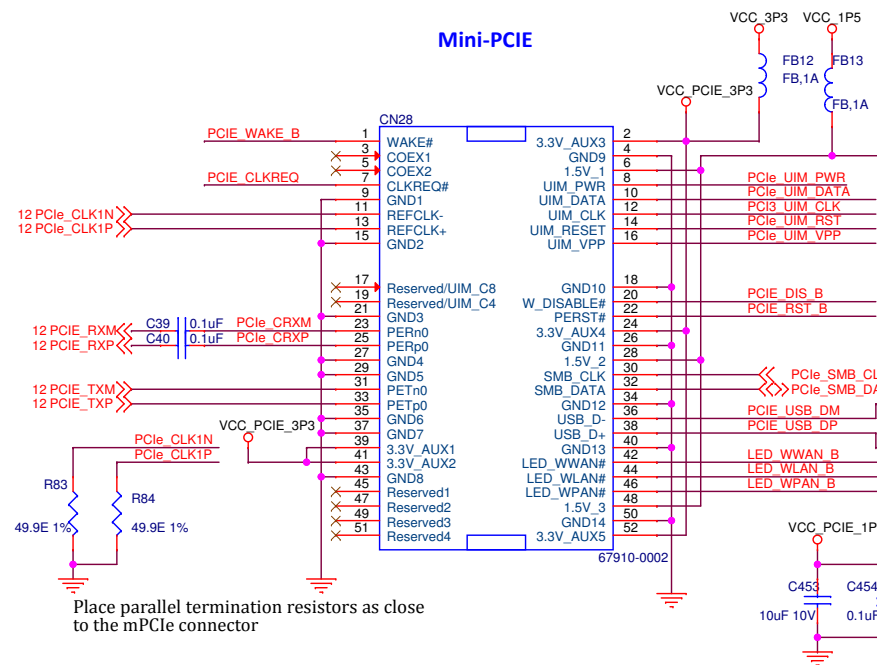 Mini-PCIE
VCC_3P3
VCC_1P5
FB12
FB,1A
FB13
FB,1A
VCC_PCIE_3P3
CN28
PCIE_WAKE_B 1 WAKE# 3.3V_AUX3 2
3 COEX1 GND9 4
5 COEX2 1.5V_1 6
PCIE_CLKREQ 7 CLKREQ# UIM_PWR 8 PCIe_UIM_PWR
9 GND1 UIM_DATA 10 PCIe_UIM_DATA
12 PCIe_CLK1N 11 REFCLK- UIM_CLK 12 PCI3_UIM_CLK
12 PCIe_CLK1P 13 REFCLK+ UIM_RESET 14 PCIe_UIM_RST
15 GND2 UIM_VPP 16 PCIe_UIM_VPP
17 Reserved/UIM_C8 GND10 18
19 Reserved/UIM_C4 W_DISABLE# 20 PCIE_DIS_B
21 GND3 PERST# 22 PCIE_RST_B
12 PCIE_RXM C39 0.1uF PCIe_CRXM 23 PERn0 3.3V_AUX4 24
12 PCIE_RXP C40 0.1uF PCIe_CRXP 25 PERp0 GND11 26
27 GND4 1.5V_2 28
29 GND5 SMB_CLK 30 PCIe_SMB_CL
12 PCIE_TXM 31 PETn0 SMB_DATA 32 PCIe_SMB_DA
12 PCIE_TXP 33 PETp0 GND12 34
35 GND6 USB_D- 36 PCIE_USB_DM
37 GND7 USB_D+ 38 PCIE_USB_DP
VCC_PCIE_3P3
39 3.3V_AUX1 GND13 40
41 3.3V_AUX2 LED_WWAN# 42 LED_WWAN_B
43 GND8 LED_WLAN# 44 LED_WLAN_B
45 Reserved1 LED_WPAN# 46 LED_WPAN_B
47 Reserved2 1.5V_3 48
49 Reserved3 GND14 50
51 Reserved4 3.3V_AUX5 52
67910-0002
PCIe_CLK1N
PCIe_CLK1P
R83
49.9E 1%
R84
49.9E 1%
VCC_PCIE_1P
C453
10uF 10V
C454
0.1uF
Place parallel termination resistors as close
to the mPCIe connector